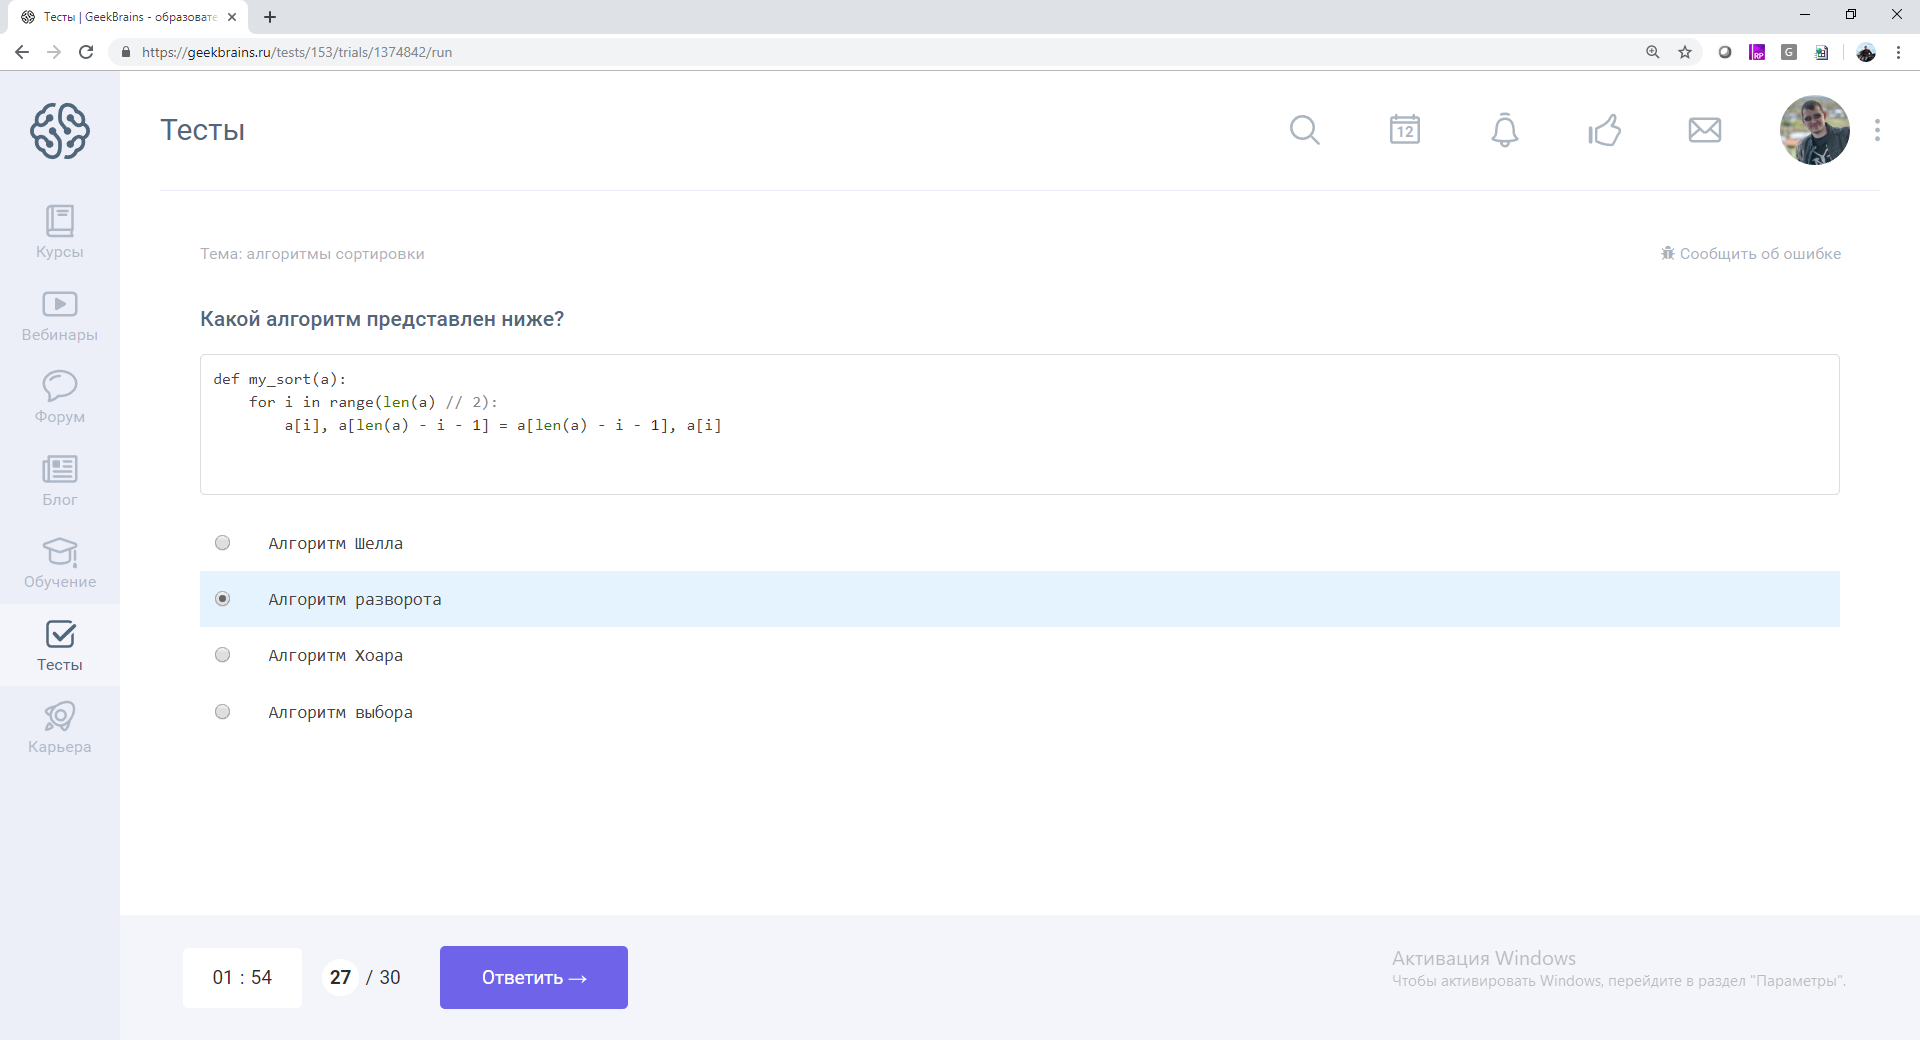 Тесты | GeekBrains - образовате
https://geekbrains.ru/tests/153/trials/1374842/run
RP
G
Тесты
12
Курсы
Вебинары
Форум
Блог
Обучение
Тесты
Карьера
Тема: алгоритмы сортировки
Сообщить об ошибке
Какой алгоритм представлен ниже?
def my_sort(a):
    for i in range(len(a) // 2):
        a[i], a[len(a) - i - 1] = a[len(a) - i - 1], a[i]
Алгоритм Шелла
Алгоритм разворота
Алгоритм Хоара
Алгоритм выбора
01 : 54
27 / 30
Ответить →
Активация Windows
Чтобы активировать Windows, перейдите в раздел "Параметры".